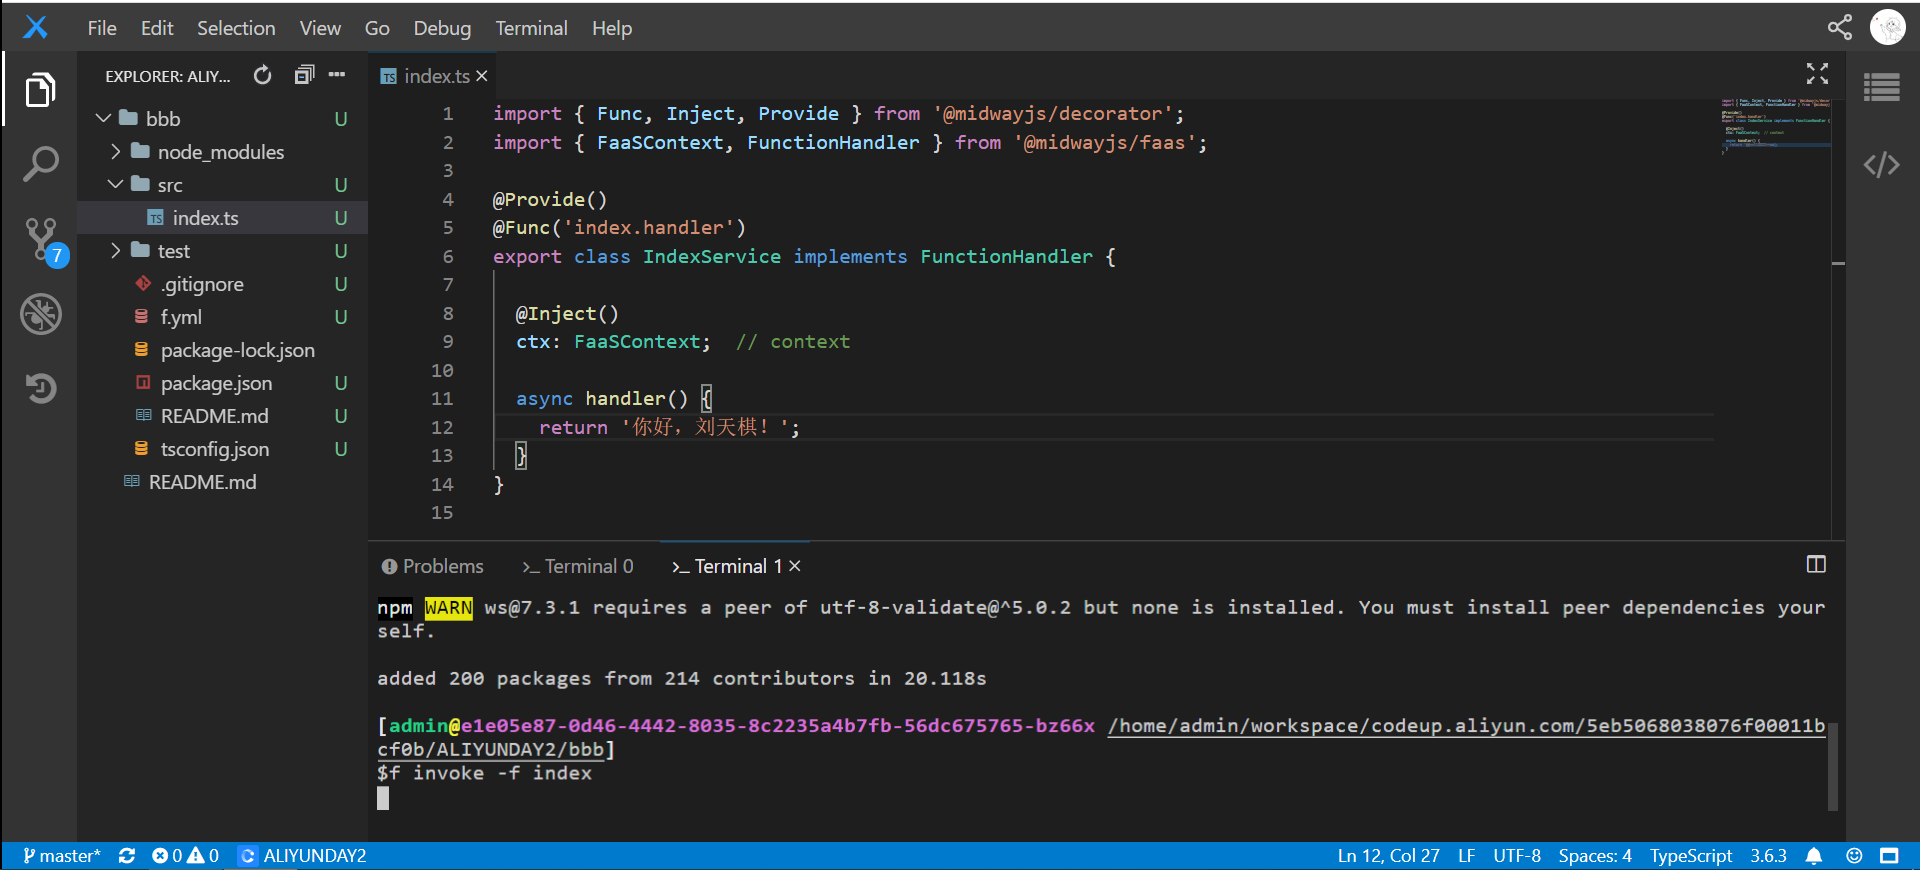 File Edit Selection View Go Debug Terminal Help
EXPLORER: ALIY...
bbb U
node_modules
src U
TS index.ts U
test U
.gitignore U
f.yml U
package-lock.json
package.json U
README.md U
tsconfig.json U
README.md
7
TS index.ts
1 import { Func, Inject, Provide } from '@midwayjs/decorator';
2 import { FaaSContext, FunctionHandler } from '@midwayjs/faas';
3
4 @Provide()
5 @Func('index.handler')
6 export class IndexService implements FunctionHandler {
7
8 @Inject()
9 ctx: FaaSContext;  // context
10
11 async handler() {
12 return '你好，刘天棋！';
13 }
14 }
15
Problems >_ Terminal 0 >_ Terminal 1
npm WARN ws@7.3.1 requires a peer of utf-8-validate@^5.0.2 but none is installed. You must install peer dependencies your
self.
added 200 packages from 214 contributors in 20.118s
[admin@e1e05e87-0d46-4442-8035-8c2235a4b7fb-56dc675765-bz66x /home/admin/workspace/codeup.aliyun.com/5eb5068038076f00011b
cf0b/ALIYUNDAY2/bbb]
$f invoke -f index
master* 0 0 ALIYUNDAY2 Ln 12, Col 27 LF UTF-8 Spaces: 4 TypeScript 3.6.3